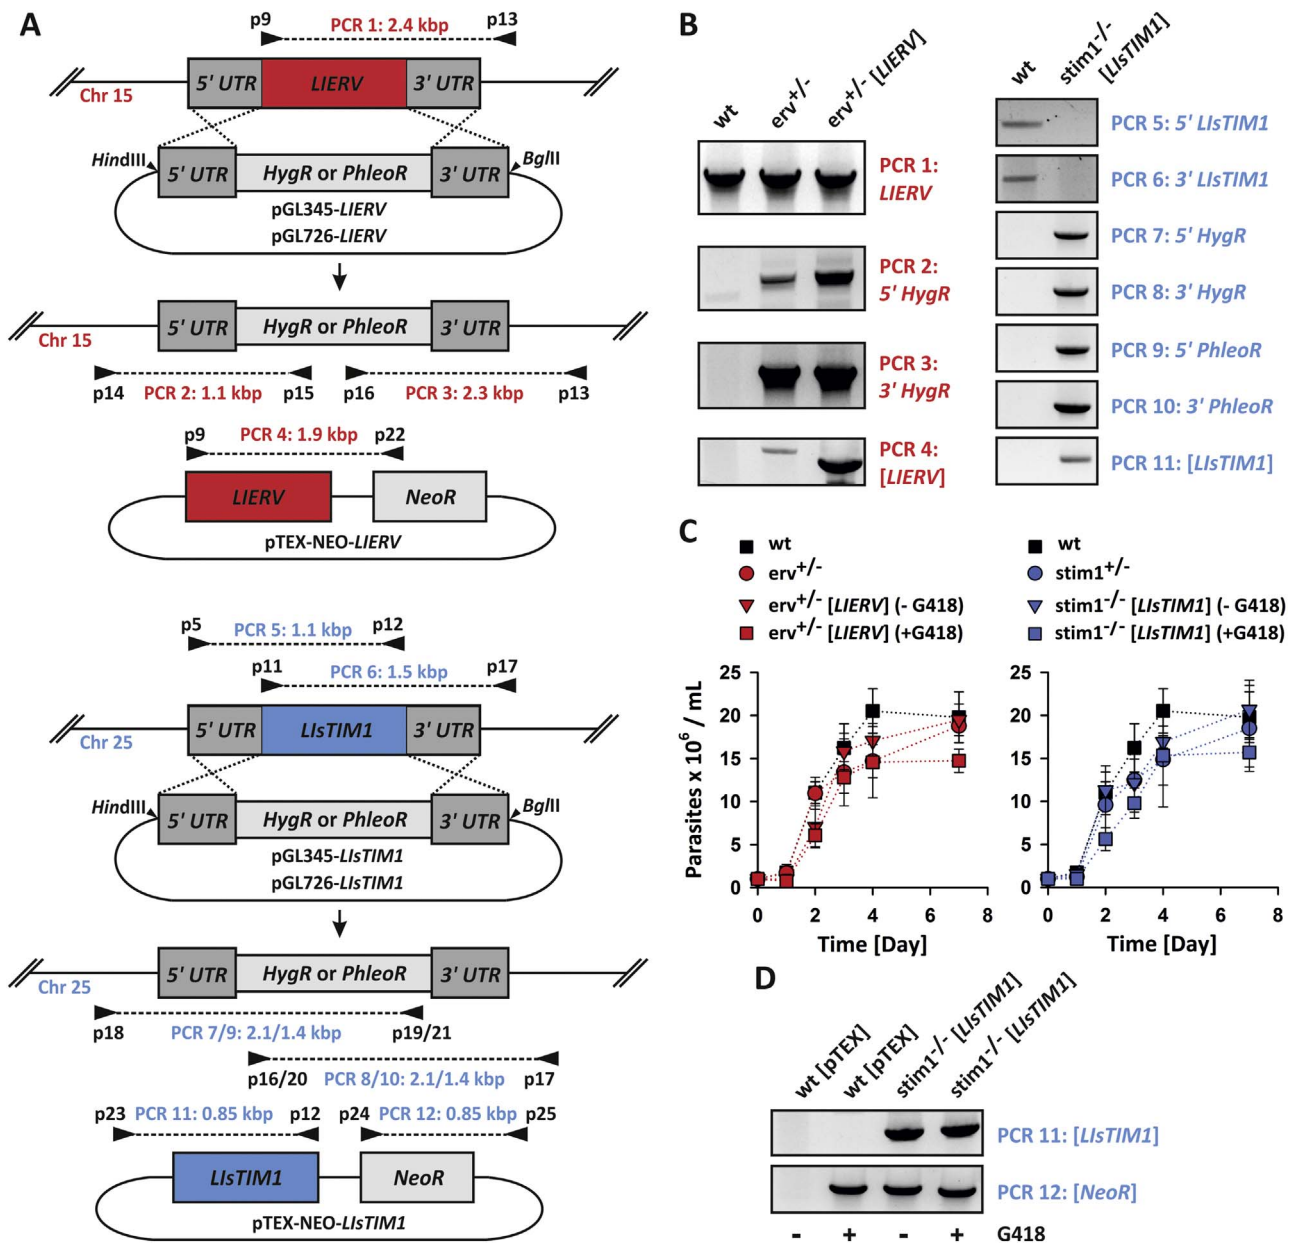 A
p9
PCR 1: 2.4 kbp
p13
5' UTR
LIERV
3' UTR
Chr 15
HindIII
5' UTR
HygR or PhleoR
3' UTR
BglII
pGL345-LIERV
pGL726-LIERV
5' UTR
HygR or PhleoR
3' UTR
Chr 15
p14
PCR 2: 1.1 kbp
p15
p16
PCR 3: 2.3 kbp
p13
p9
PCR 4: 1.9 kbp
p22
LIERV
NeoR
pTEX-NEO-LIERV
p5
PCR 5: 1.1 kbp
p12
p11
PCR 6: 1.5 kbp
p17
5' UTR
LIsTIM1
3' UTR
Chr 25
HindIII
5' UTR
HygR or PhleoR
3' UTR
BglII
pGL345-LIsTIM1
pGL726-LIsTIM1
5' UTR
HygR or PhleoR
3' UTR
Chr 25
p18
PCR 7/9: 2.1/1.4 kbp
p19/21
p16/20
PCR 8/10: 2.1/1.4 kbp
p17
p23
PCR 11: 0.85 kbp
p12
p24
PCR 12: 0.85 kbp
p25
LIsTIM1
NeoR
pTEX-NEO-LIsTIM1
B
wt
erv+/-
erv+/- [LIERV]
PCR 1:
LIERV
PCR 2:
5' HygR
PCR 3:
3' HygR
PCR 4:
[LIERV]
wt
stim1-/-
[LIsTIM1]
PCR 5: 5' LIsTIM1
PCR 6: 3' LIsTIM1
PCR 7: 5' HygR
PCR 8: 3' HygR
PCR 9: 5' PhleoR
PCR 10: 3' PhleoR
PCR 11: [LIsTIM1]
C
wt
erv+/-
erv+/- [LIERV] (- G418)
erv+/- [LIERV] (+G418)
wt
stim1+/-
stim1-/- [LIsTIM1] (- G418)
stim1-/- [LIsTIM1] (+G418)
Parasites x 10⁶ / mL
25
20
15
10
5
0
0 2 4 6 8
Time [Day]
25
20
15
10
5
0
0 2 4 6 8
Time [Day]
D
wt [pTEX]
wt [pTEX]
stim1-/- [LIsTIM1]
stim1-/- [LIsTIM1]
PCR 11: [LIsTIM1]
PCR 12: [NeoR]
- + - + G418